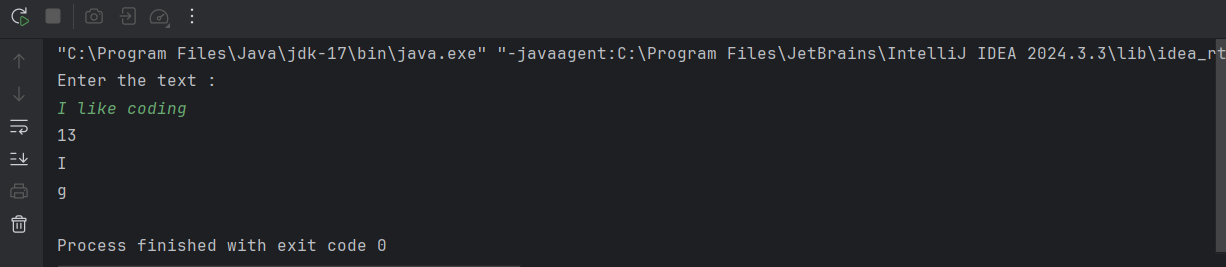 "C:\Program Files\Java\jdk-17\bin\java.exe" "-javaagent:C:\Program Files\JetBrains\IntelliJ IDEA 2024.3.3\lib\idea_rt
Enter the text :
I like coding
13
I
g
Process finished with exit code 0